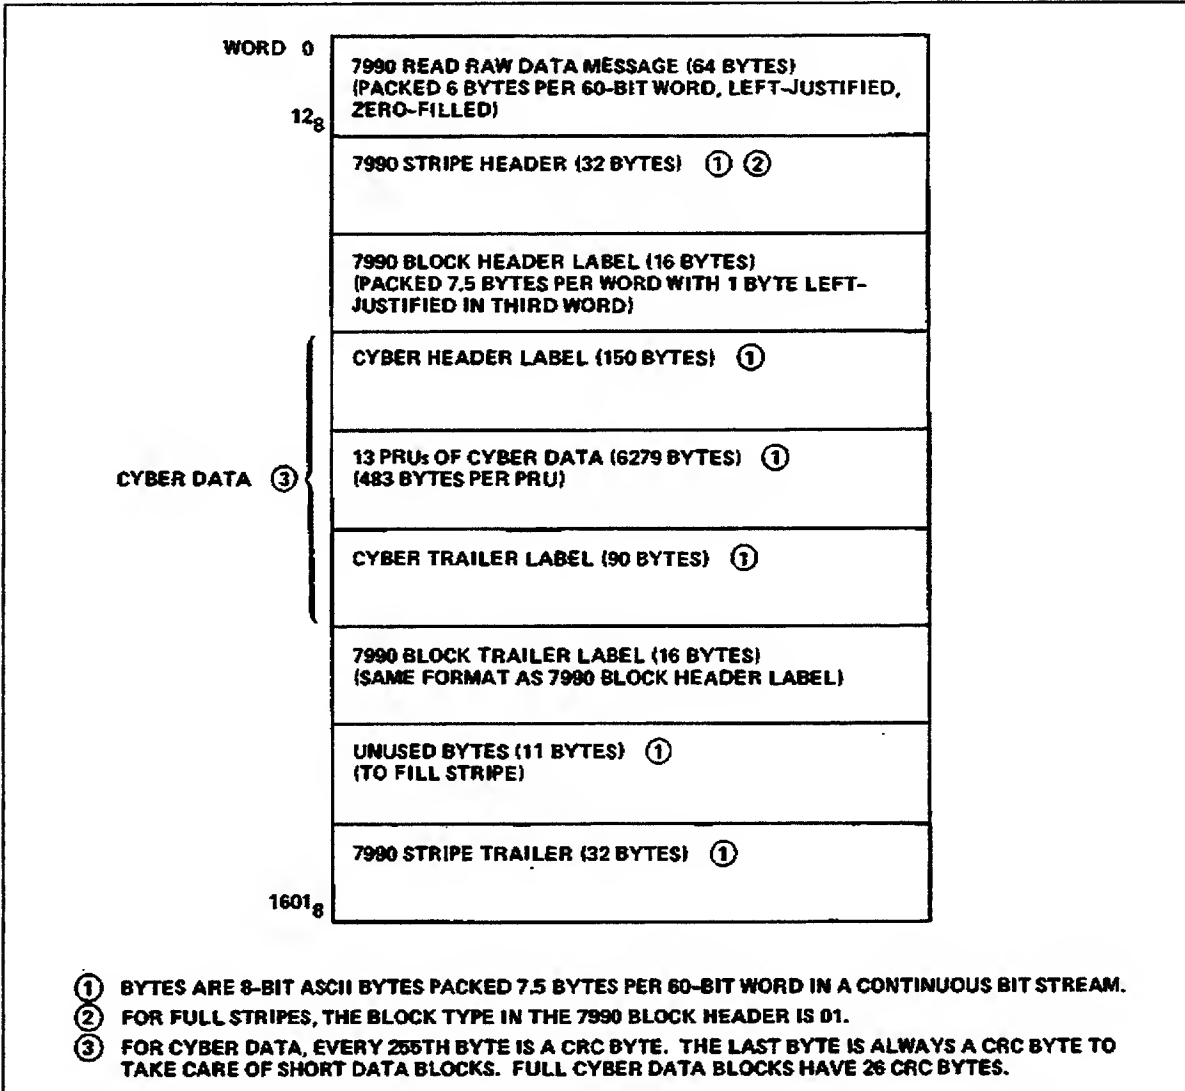 WORD 0
7990 READ RAW DATA MESSAGE (64 BYTES)
(PACKED 6 BYTES PER 60-BIT WORD, LEFT-JUSTIFIED,
ZERO-FILLED)
12₈
7990 STRIPE HEADER (32 BYTES) ① ②
7990 BLOCK HEADER LABEL (16 BYTES)
(PACKED 7.5 BYTES PER WORD WITH 1 BYTE LEFT-
JUSTIFIED IN THIRD WORD)
CYBER HEADER LABEL (150 BYTES) ①
13 PRUs OF CYBER DATA (6279 BYTES) ①
(483 BYTES PER PRU)
CYBER DATA ③
CYBER TRAILER LABEL (90 BYTES) ①
7990 BLOCK TRAILER LABEL (16 BYTES)
(SAME FORMAT AS 7990 BLOCK HEADER LABEL)
UNUSED BYTES (11 BYTES) ①
(TO FILL STRIPE)
7990 STRIPE TRAILER (32 BYTES) ①
1601₈
① BYTES ARE 8-BIT ASCII BYTES PACKED 7.5 BYTES PER 60-BIT WORD IN A CONTINUOUS BIT STREAM.
② FOR FULL STRIPES, THE BLOCK TYPE IN THE 7990 BLOCK HEADER IS 01.
③ FOR CYBER DATA, EVERY 255TH BYTE IS A CRC BYTE. THE LAST BYTE IS ALWAYS A CRC BYTE TO
TAKE CARE OF SHORT DATA BLOCKS. FULL CYBER DATA BLOCKS HAVE 26 CRC BYTES.